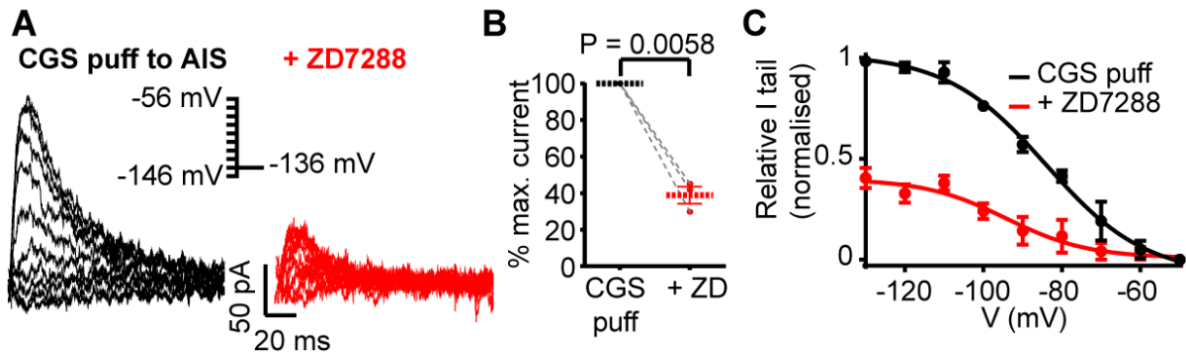 A
CGS puff to AIS
+ ZD7288
-56 mV
-146 mV
-136 mV
50 pA
20 ms
B
P = 0.0058
% max. current
100
80
60
40
20
0
CGS
puff
+ ZD
C
Relative I tail
(normalised)
1
0.5
0
CGS puff
+ ZD7288
-120
-100
-80
-60
V (mV)